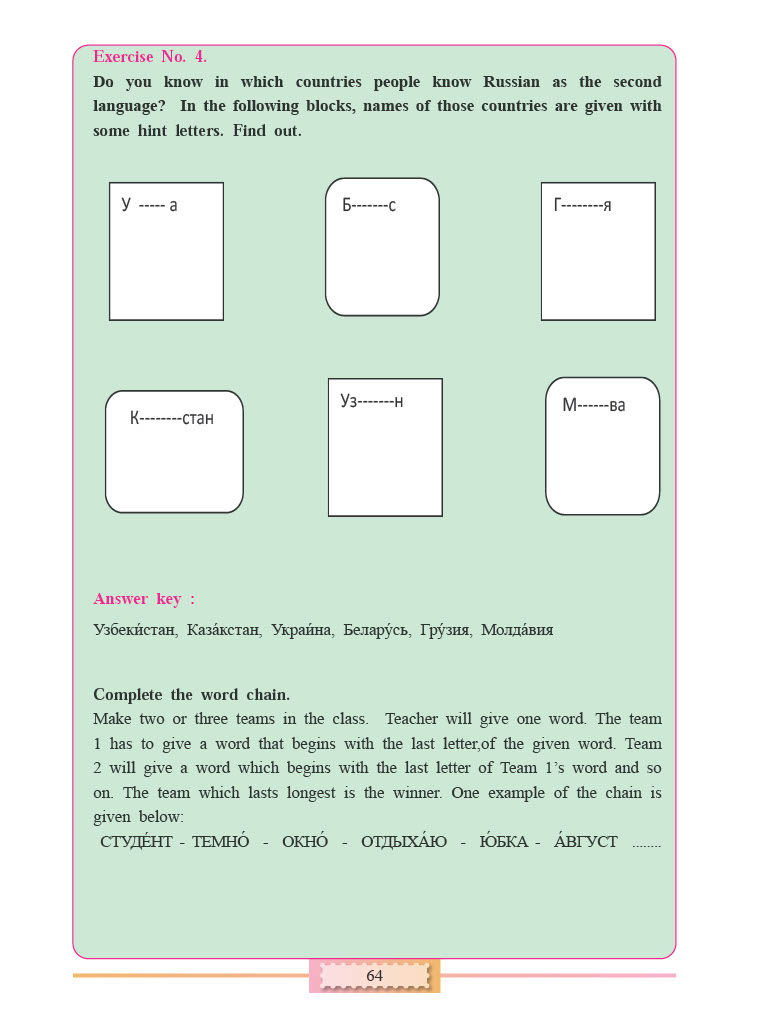 Exercise No. 4.
Do you know in which countries people know Russian as the second
language? In the following blocks, names of those countries are given with
some hint letters. Find out.
У ----- а
Б-------с
Г--------я
К--------стан
Уз-------н
М------ва
Answer key :
Узбеки́стан, Каза́кстан, Украи́на, Белару́сь, Гру́зия, Молда́вия
Complete the word chain.
Make two or three teams in the class. Teacher will give one word. The team
1 has to give a word that begins with the last letter,of the given word. Team
2 will give a word which begins with the last letter of Team 1’s word and so
on. The team which lasts longest is the winner. One example of the chain is
given below:
СТУДЕ́НТ - ТЕМНО́ - ОКНО́ - ОТДЫХА́Ю - Ю́БКА - А́ВГУСТ ........
64